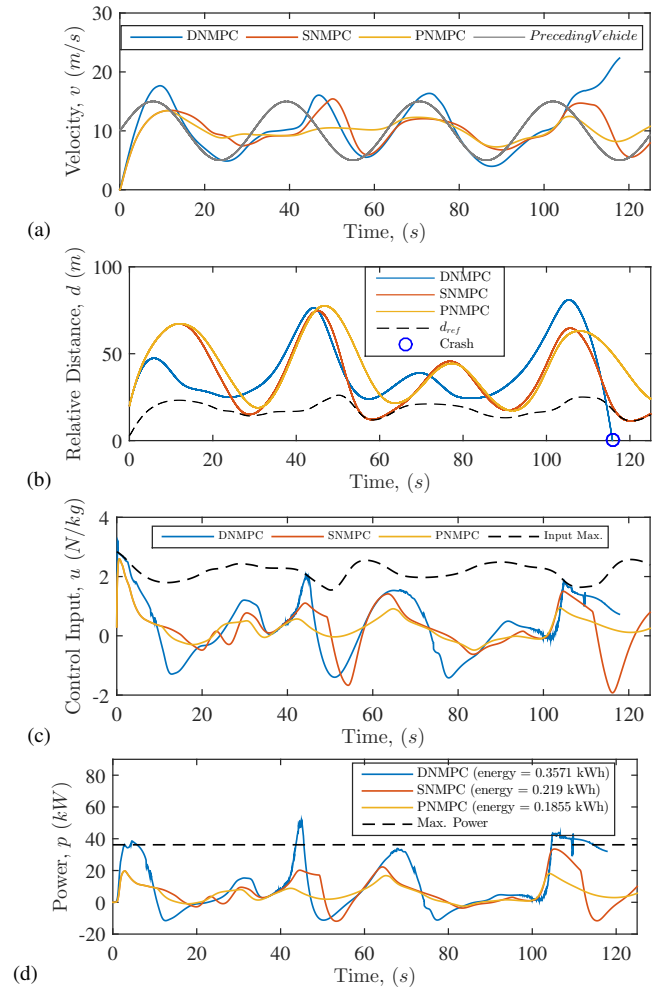 30
20
10
0
Velocity, v (m/s)
DNMPC SNMPC PNMPC PrecedingVehicle
0 20 40 60 80 100 120
Time, (s)
(a)
100
50
0
Relative Distance, d (m)
DNMPC
SNMPC
PNMPC
d_ref
Crash
0 20 40 60 80 100 120
Time, (s)
(b)
4
2
0
-2
Control Input, u (N/kg)
DNMPC SNMPC PNMPC Input Max.
0 20 40 60 80 100 120
Time, (s)
(c)
80
60
40
20
0
-20
Power, p (kW)
DNMPC (energy = 0.3571 kWh)
SNMPC (energy = 0.219 kWh)
PNMPC (energy = 0.1855 kWh)
Max. Power
0 20 40 60 80 100 120
Time, (s)
(d)